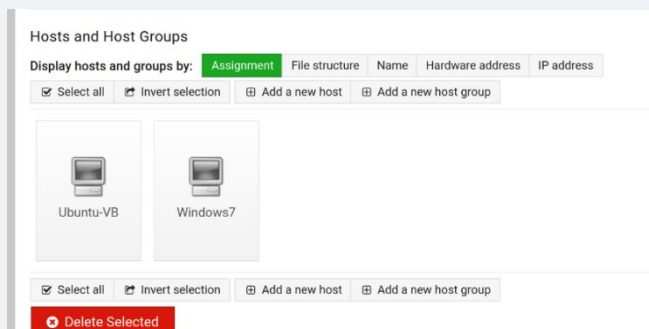 Hosts and Host Groups
Display hosts and groups by: Assignment File structure Name Hardware address IP address
Select all Invert selection Add a new host Add a new host group
Ubuntu-VB Windows7
Select all Invert selection Add a new host Add a new host group
Delete Selected